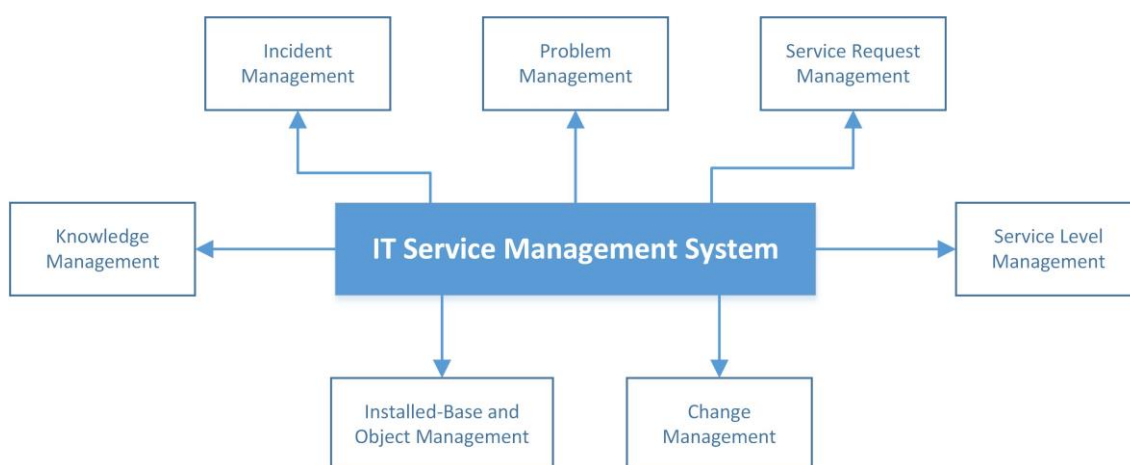 Incident
Management
Problem
Management
Service Request
Management
Knowledge
Management
IT Service Management System
Service Level
Management
Installed-Base and
Object Management
Change
Management